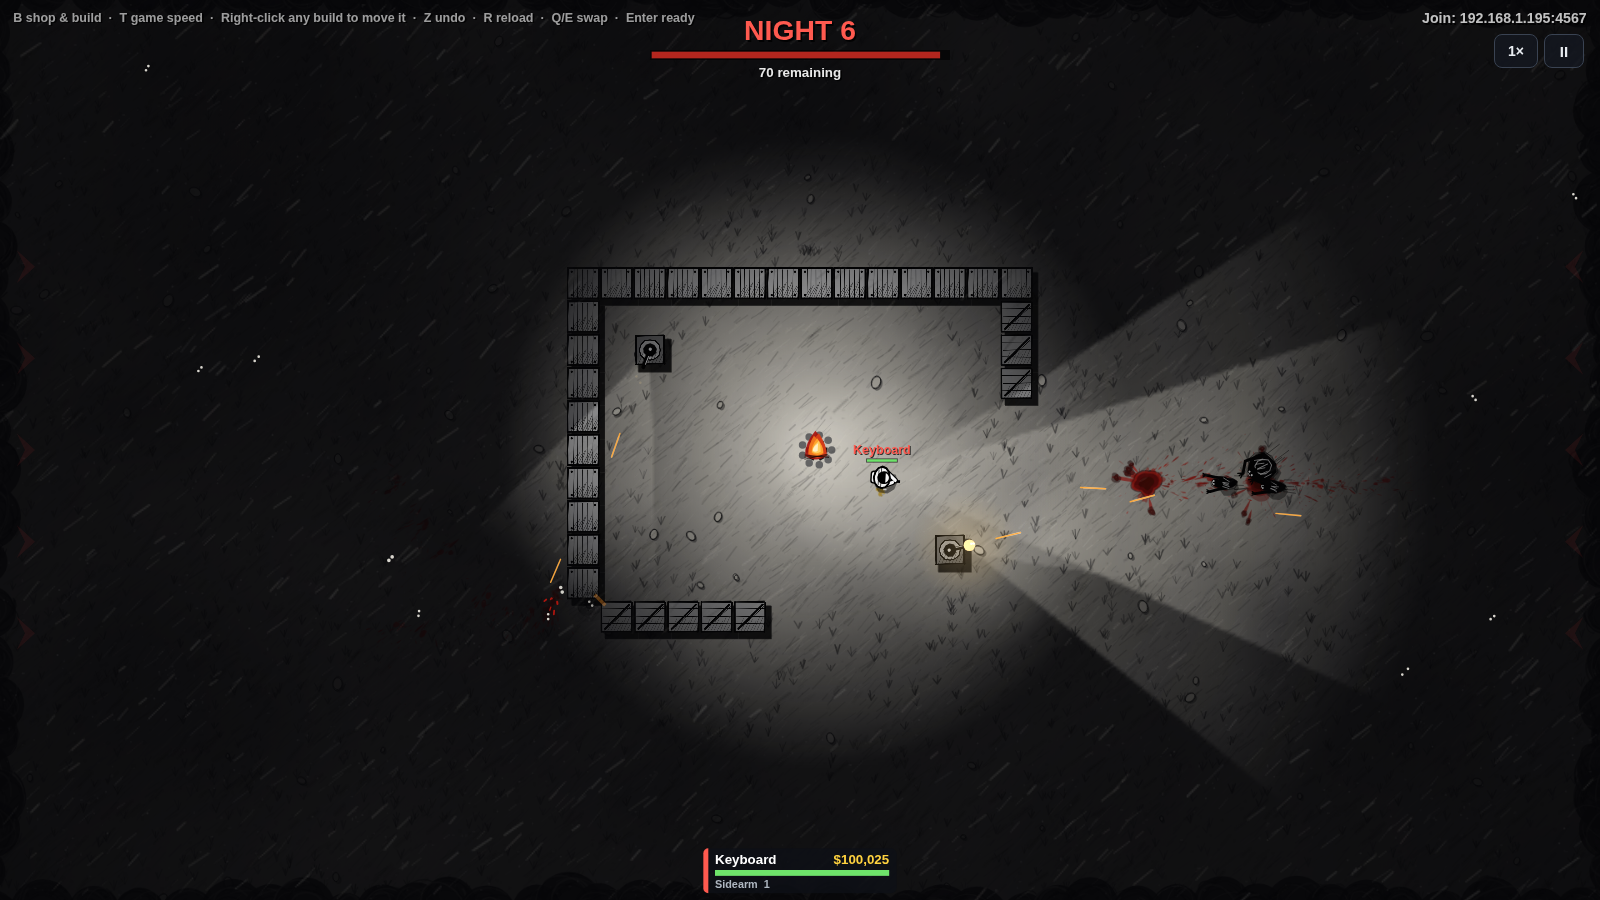 B shop & build · T game speed · Right-click any build to move it · Z undo · R reload · Q/E swap · Enter ready
NIGHT 6
70 remaining
Join: 192.168.1.195:4567
1×
Keyboard
Keyboard $100,025
Sidearm 1